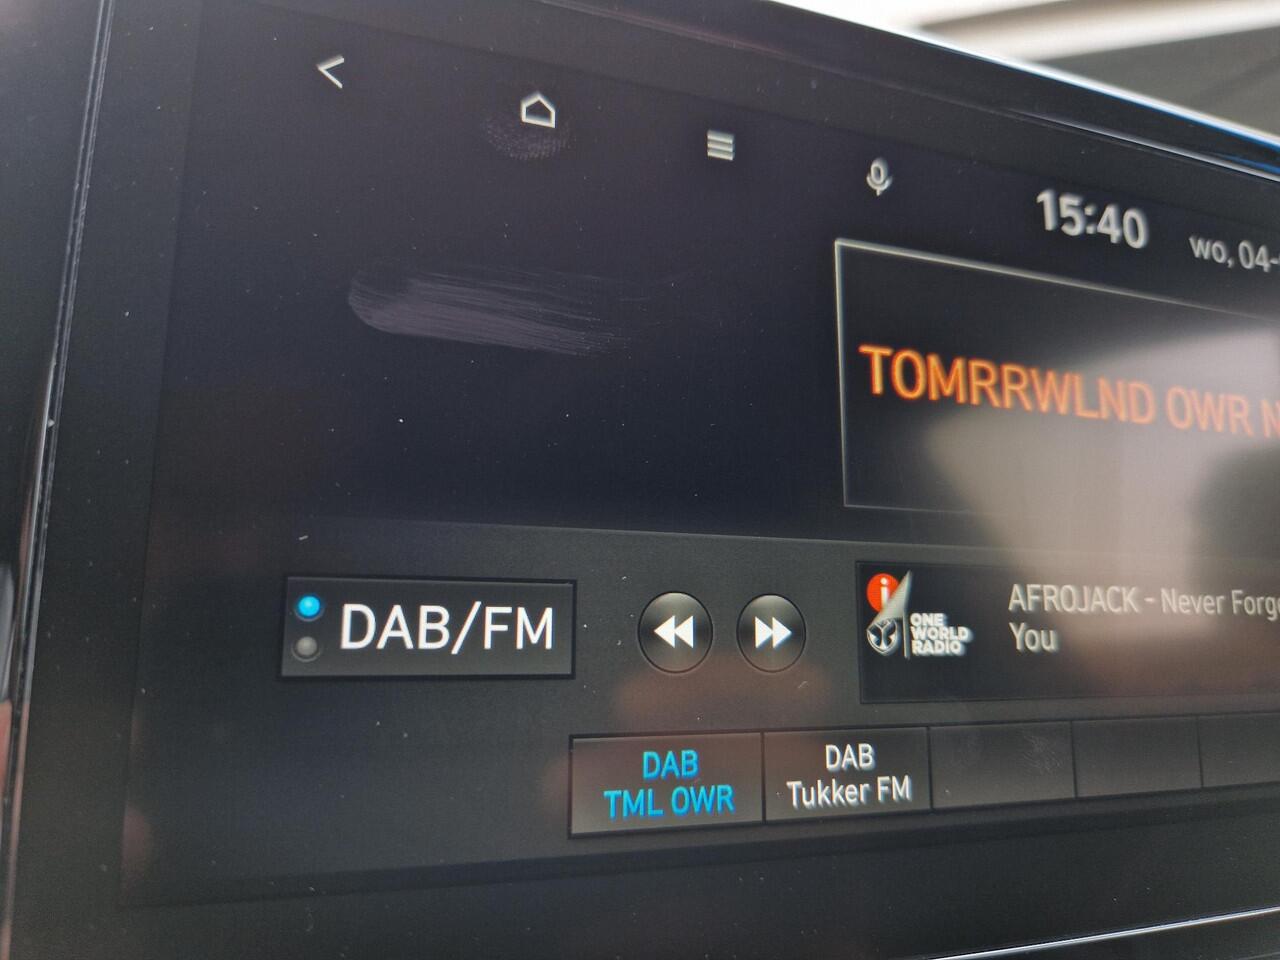 15:40
wo, 04-
TOMRRWLND OWR
DAB/FM
i
ONE
WORLD
RADIO
AFROJACK - Never Forg
You
DAB
TML OWR
DAB
Tukker FM